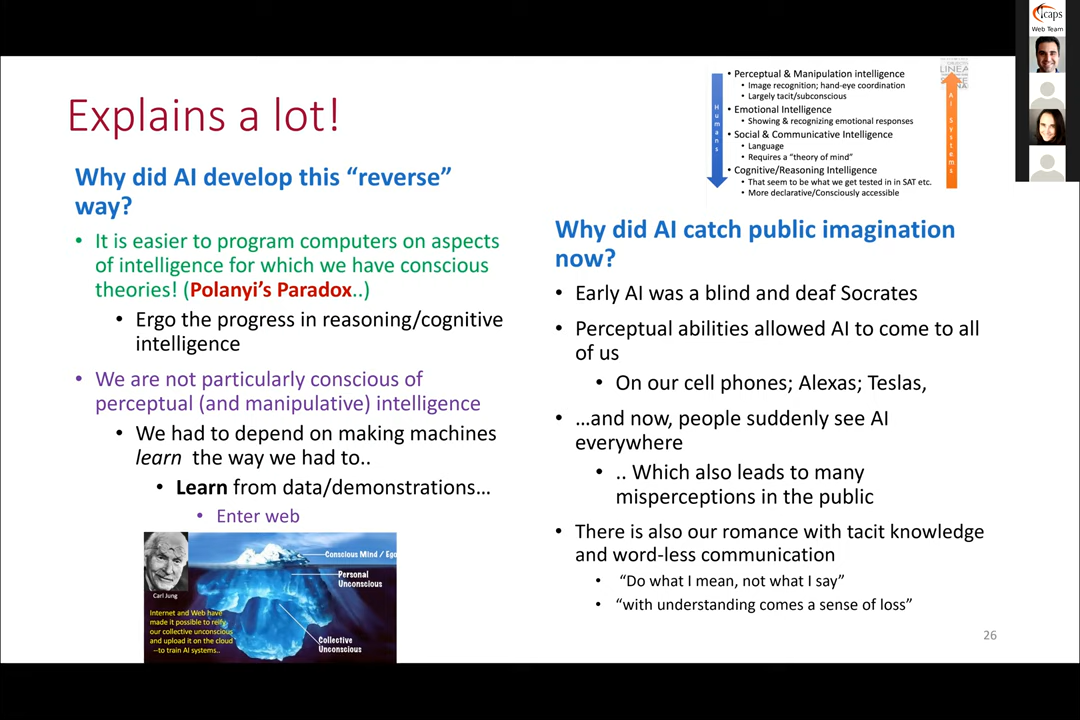 icaps
Web Team
Explains a lot!
• Perceptual & Manipulation intelligence
• Image recognition; hand-eye coordination
• Largely tacit/subconscious
• Emotional Intelligence
• Showing & recognizing emotional responses
• Social & Communicative Intelligence
• Language
• Requires a “theory of mind”
• Cognitive/Reasoning Intelligence
• That seem to be what we get tested in in SAT etc.
• More declarative/Consciously accessible
Humans
AI Systems
LINEA
Why did AI develop this “reverse”
way?
• It is easier to program computers on aspects
of intelligence for which we have conscious
theories! (Polanyi’s Paradox..)
• Ergo the progress in reasoning/cognitive
intelligence
• We are not particularly conscious of
perceptual (and manipulative) intelligence
• We had to depend on making machines
learn the way we had to..
• Learn from data/demonstrations…
• Enter web
Carl Jung
Internet and Web have
made it possible to reify
our collective unconscious
and upload it on the cloud
--to train AI systems..
Conscious Mind / Ego
Personal
Unconscious
Collective
Unconscious
Why did AI catch public imagination
now?
• Early AI was a blind and deaf Socrates
• Perceptual abilities allowed AI to come to all
of us
• On our cell phones; Alexas; Teslas,
• …and now, people suddenly see AI
everywhere
• .. Which also leads to many
misperceptions in the public
• There is also our romance with tacit knowledge
and word-less communication
• “Do what I mean, not what I say”
• “with understanding comes a sense of loss”
26